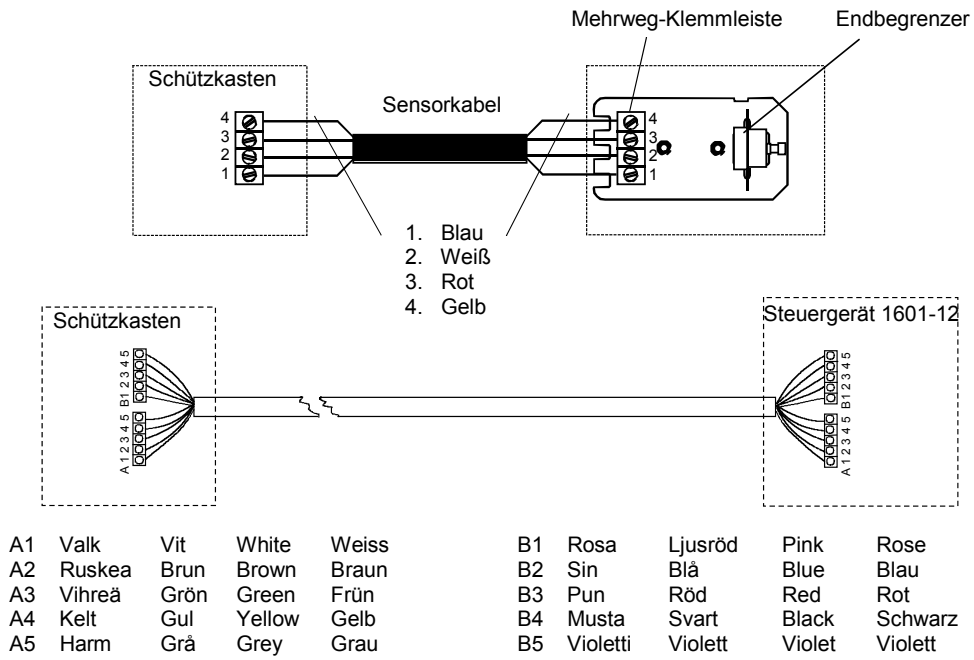 Mehrweg-Klemmleiste Endbegrenzer
Schützkasten
Sensorkabel
4
3
2
1
4
3
2
1
1. Blau
2. Weiß
3. Rot
4. Gelb
Schützkasten
Steuergerät 1601-12
B1 2 3 4 5
A 1 2 3 4 5
B1 2 3 4 5
A 1 2 3 4 5
A1 Valk Vit White Weiss
A2 Ruskea Brun Brown Braun
A3 Vihreä Grön Green Frün
A4 Kelt Gul Yellow Gelb
A5 Harm Grå Grey Grau
B1 Rosa Ljusröd Pink Rose
B2 Sin Blå Blue Blau
B3 Pun Röd Red Rot
B4 Musta Svart Black Schwarz
B5 Violetti Violett Violet Violett